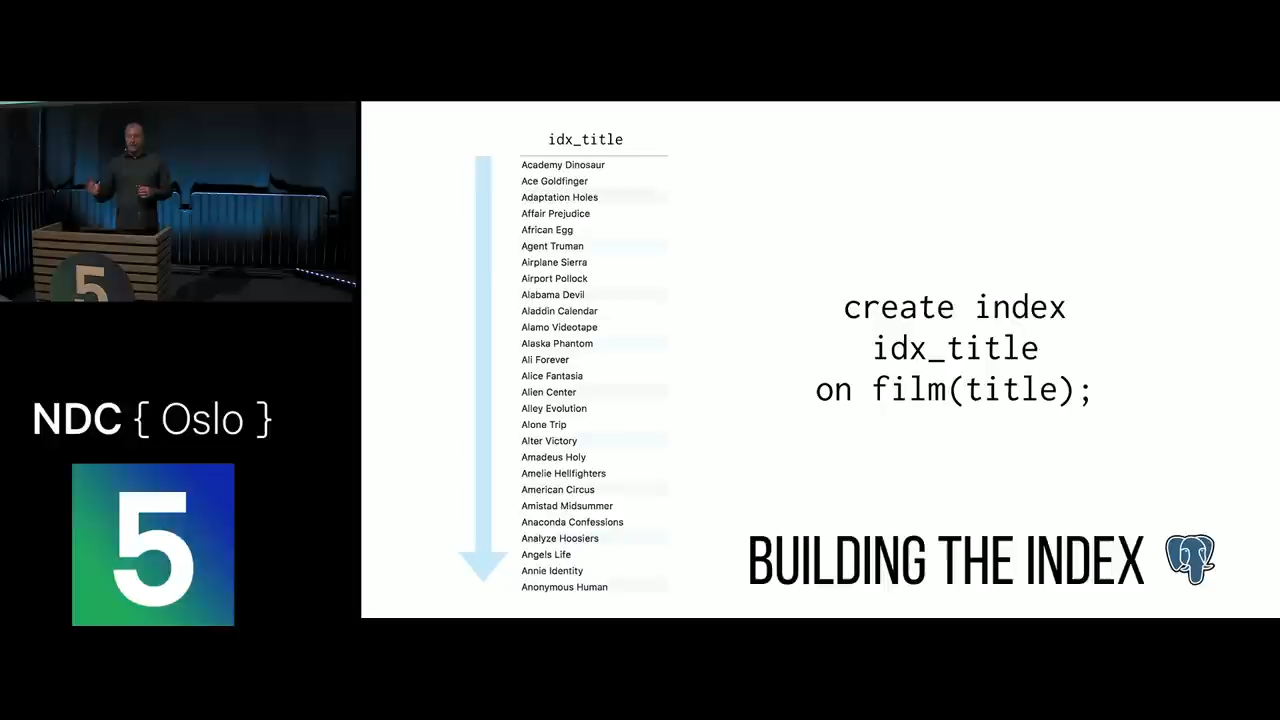 5
NDC { Oslo }
5
idx_title
Academy Dinosaur
Ace Goldfinger
Adaptation Holes
Affair Prejudice
African Egg
Agent Truman
Airplane Sierra
Airport Pollock
Alabama Devil
Aladdin Calendar
Alamo Videotape
Alaska Phantom
Ali Forever
Alice Fantasia
Alien Center
Alley Evolution
Alone Trip
Alter Victory
Amadeus Holy
Amelie Hellfighters
American Circus
Amistad Midsummer
Anaconda Confessions
Analyze Hoosiers
Angels Life
Annie Identity
Anonymous Human
create index
idx_title
on film(title);
BUILDING THE INDEX